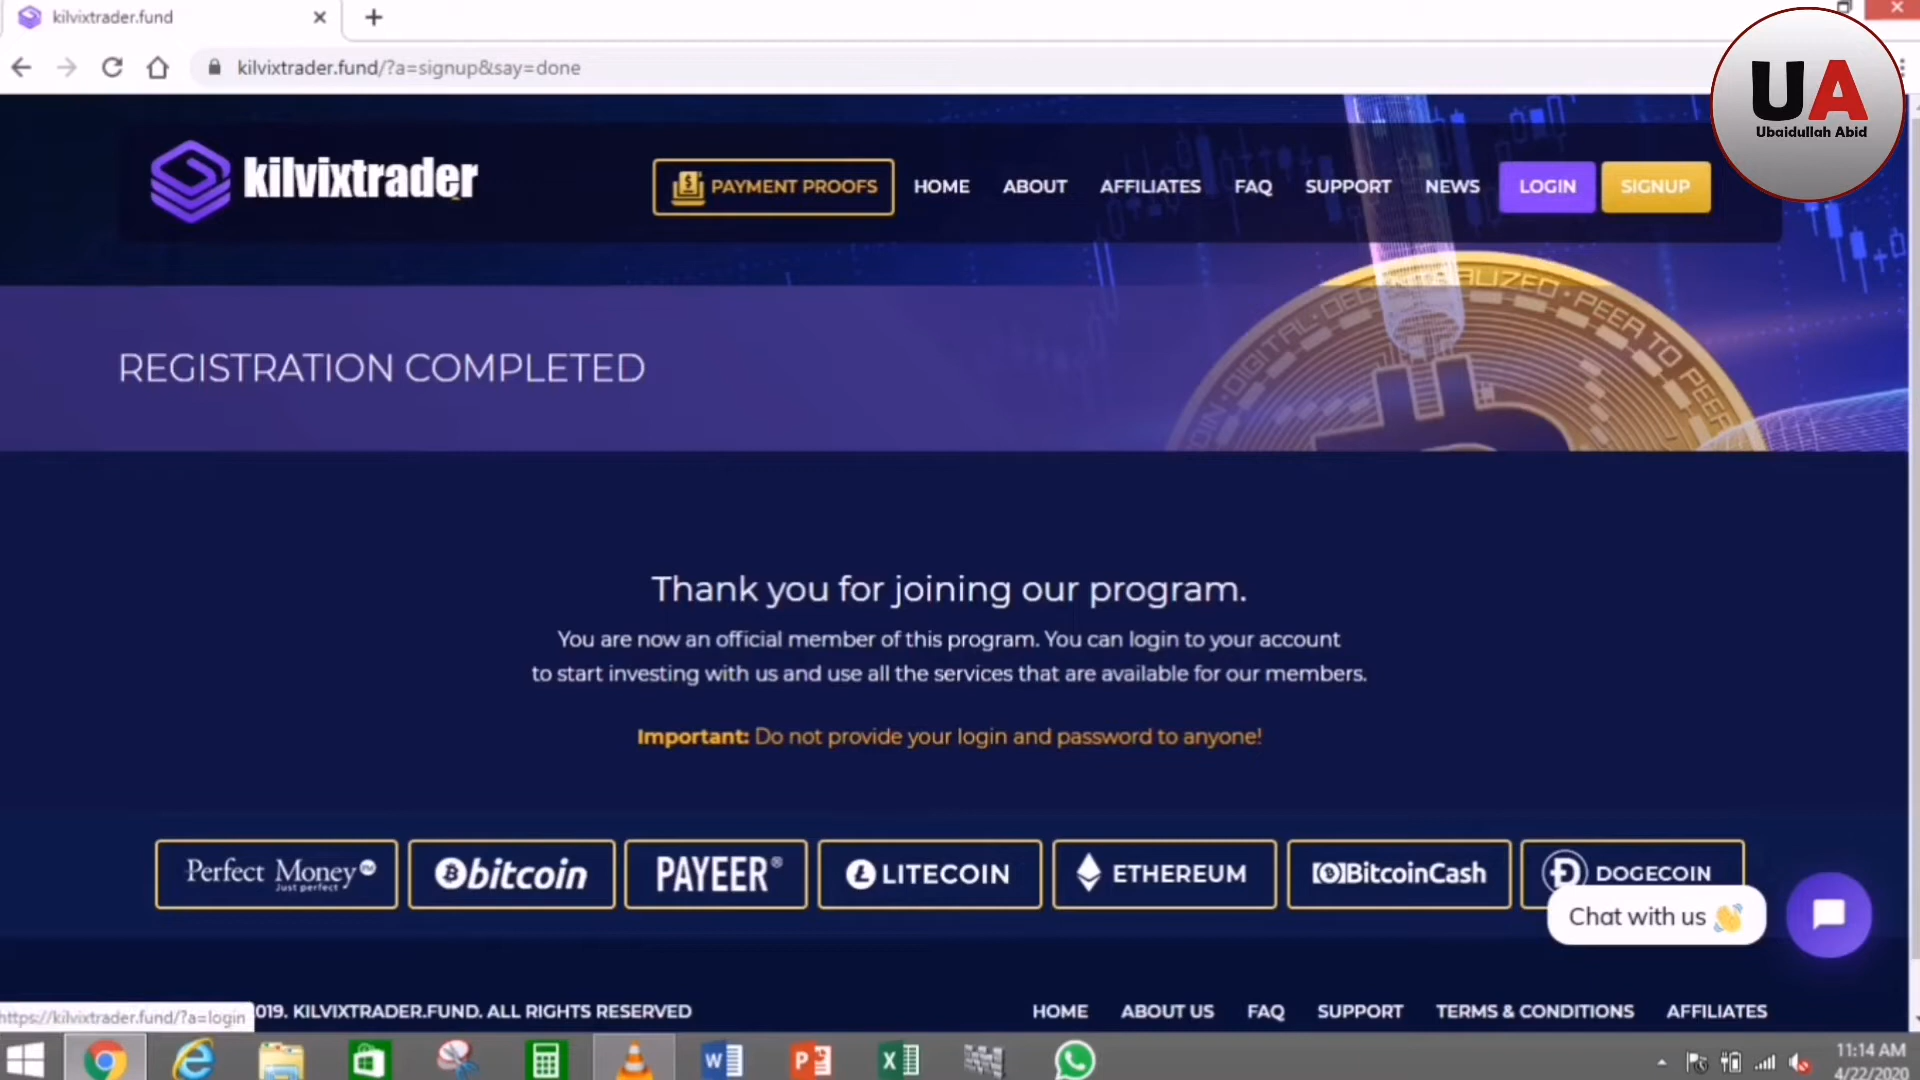 kilvixtrader.fund
kilvixtrader.fund/?a=signup&say=done
UA
Ubaidullah Abid
kilvixtrader
PAYMENT PROOFS
HOME
ABOUT
AFFILIATES
FAQ
SUPPORT
NEWS
LOGIN
SIGNUP
REGISTRATION COMPLETED
Thank you for joining our program.
You are now an official member of this program. You can login to your account
to start investing with us and use all the services that are available for our members.
Important: Do not provide your login and password to anyone!
Perfect Money
Just perfect
bitcoin
PAYEER®
LITECOIN
ETHEREUM
BitcoinCash
DOGECOIN
Chat with us 👋
019. KILVIXTRADER.FUND. ALL RIGHTS RESERVED
HOME
ABOUT US
FAQ
SUPPORT
TERMS & CONDITIONS
AFFILIATES
https://kilvixtrader.fund/?a=login
11:14 AM
4/22/2020